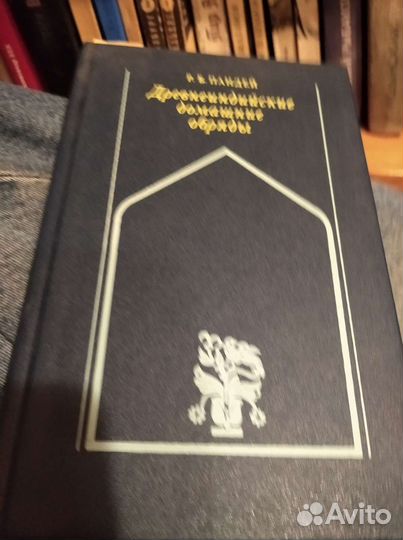 Р. Б. ПАНДЕЙ
Древнеиндийские
домашние
обряды
Avito